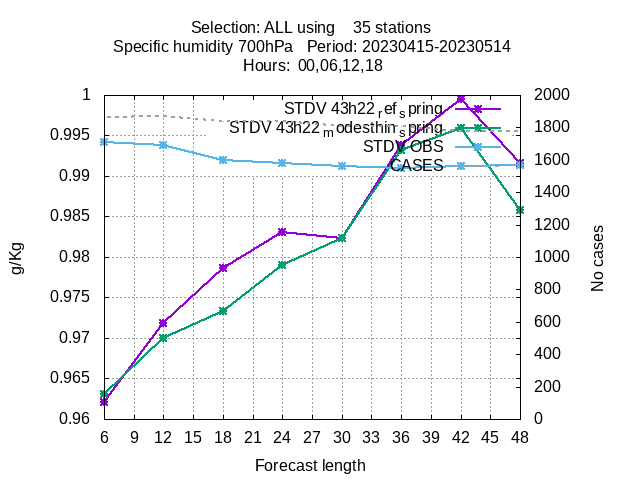 Selection: ALL using 35 stations
Specific humidity 700hPa Period: 20230415-20230514
Hours: 00,06,12,18
1
0.995
0.99
0.985
0.98
0.975
0.97
0.965
0.96
g/Kg
STDV 43h22_ref_spring
STDV 43h22_modesthin_spring
STDV OBS
CASES
2000
1800
1600
1400
1200
1000
800
600
400
200
0
No cases
6 9 12 15 18 21 24 27 30 33 36 39 42 45 48
Forecast length